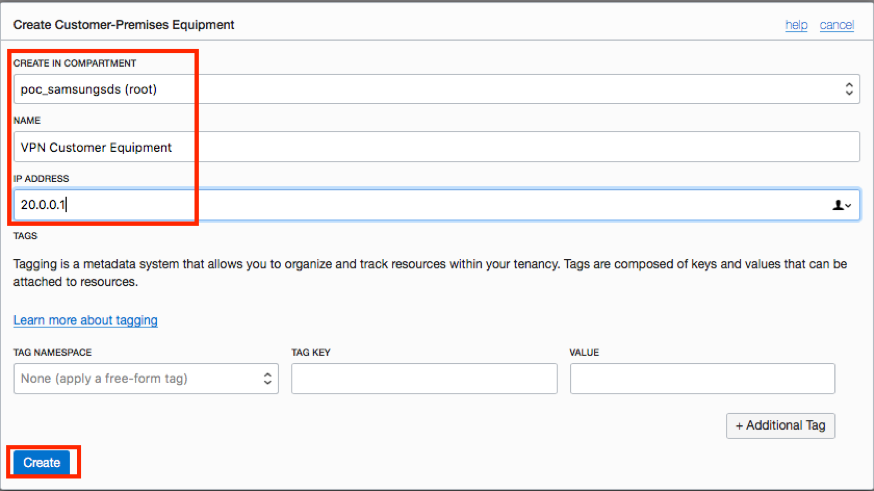 Create Customer-Premises Equipment
help cancel
CREATE IN COMPARTMENT
poc_samsungsds (root)
NAME
VPN Customer Equipment
IP ADDRESS
20.0.0.1
TAGS
Tagging is a metadata system that allows you to organize and track resources within your tenancy. Tags are composed of keys and values that can be
attached to resources.
Learn more about tagging
TAG NAMESPACE TAG KEY VALUE
None (apply a free-form tag)
+ Additional Tag
Create